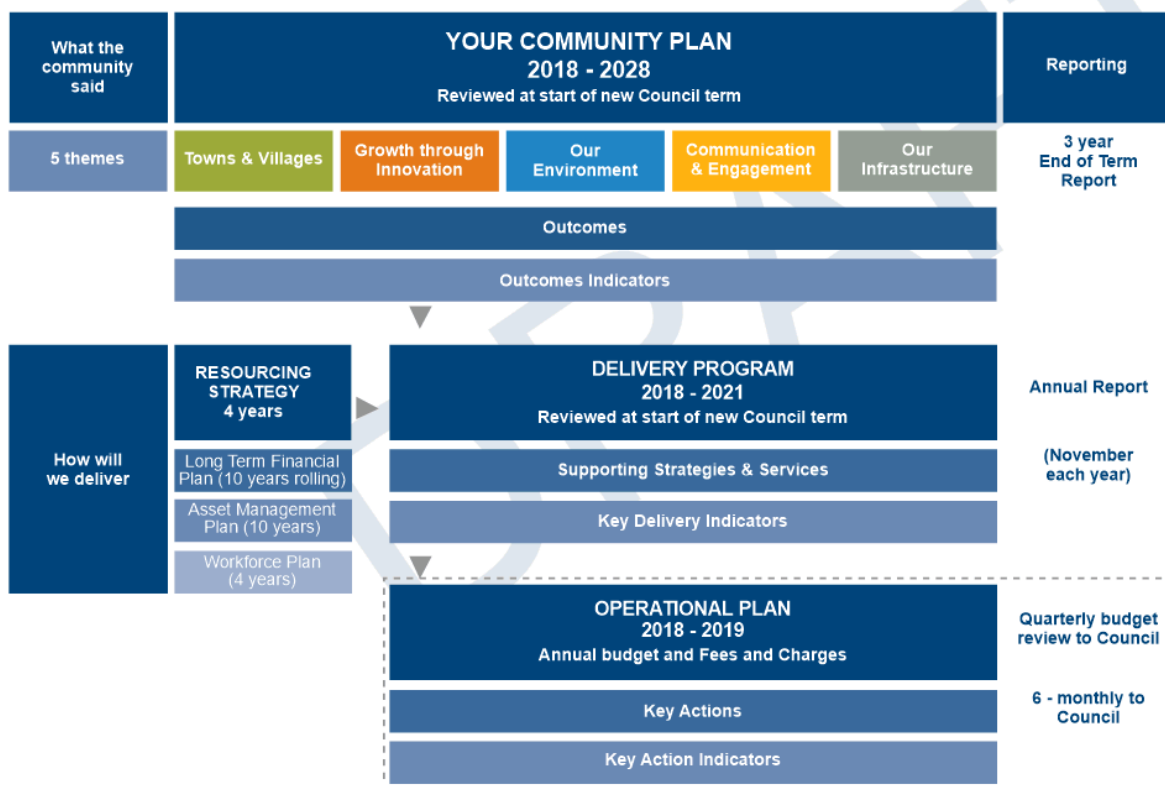 What the
community
said
YOUR COMMUNITY PLAN
2018 - 2028
Reviewed at start of new Council term
Reporting
5 themes
Towns & Villages
Growth through
Innovation
Our
Environment
Communication
& Engagement
Our
Infrastructure
3 year
End of Term
Report
Outcomes
Outcomes Indicators
How will
we deliver
RESOURCING
STRATEGY
4 years
Long Term Financial
Plan (10 years rolling)
Asset Management
Plan (10 years)
Workforce Plan
(4 years)
DELIVERY PROGRAM
2018 - 2021
Reviewed at start of new Council term
Supporting Strategies & Services
Key Delivery Indicators
Annual Report
(November
each year)
OPERATIONAL PLAN
2018 - 2019
Annual budget and Fees and Charges
Key Actions
Key Action Indicators
Quarterly budget
review to Council
6 - monthly to
Council
DRAFT